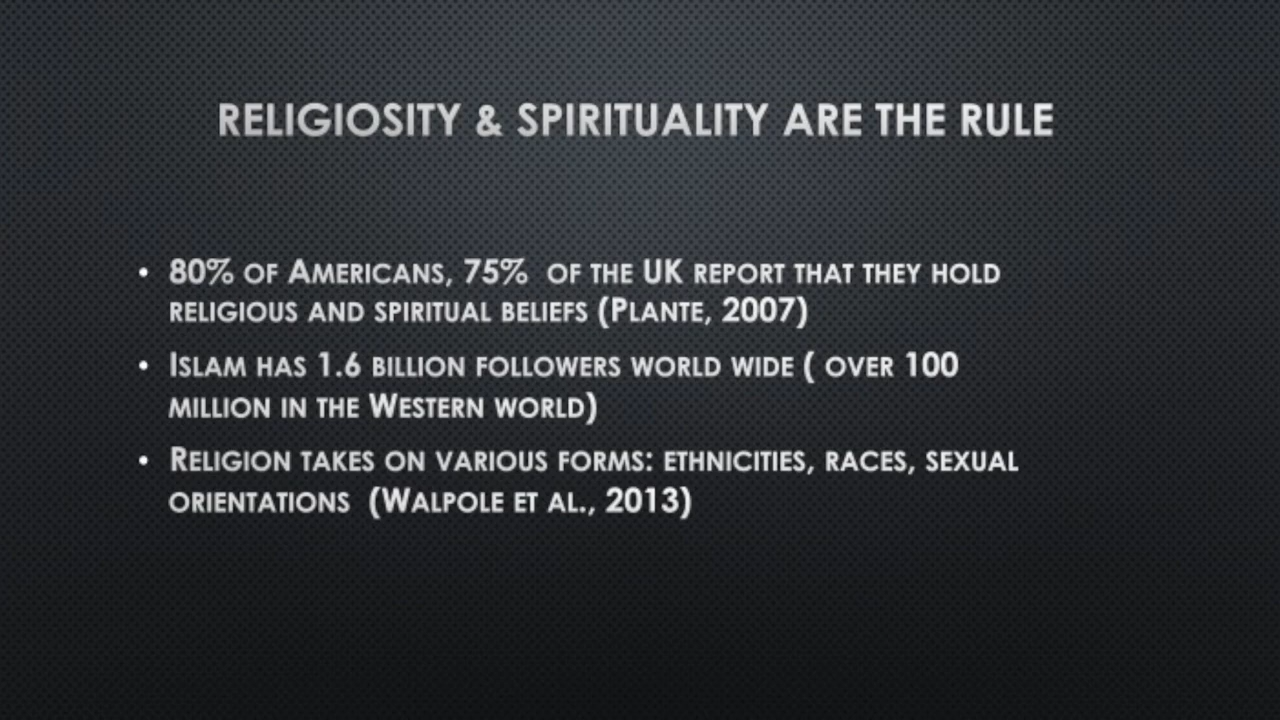 RELIGIOSITY & SPIRITUALITY ARE THE RULE
• 80% OF AMERICANS, 75% OF THE UK REPORT THAT THEY HOLD
RELIGIOUS AND SPIRITUAL BELIEFS (PLANTE, 2007)
• ISLAM HAS 1.6 BILLION FOLLOWERS WORLD WIDE ( OVER 100
MILLION IN THE WESTERN WORLD)
• RELIGION TAKES ON VARIOUS FORMS: ETHNICITIES, RACES, SEXUAL
ORIENTATIONS (WALPOLE ET AL., 2013)